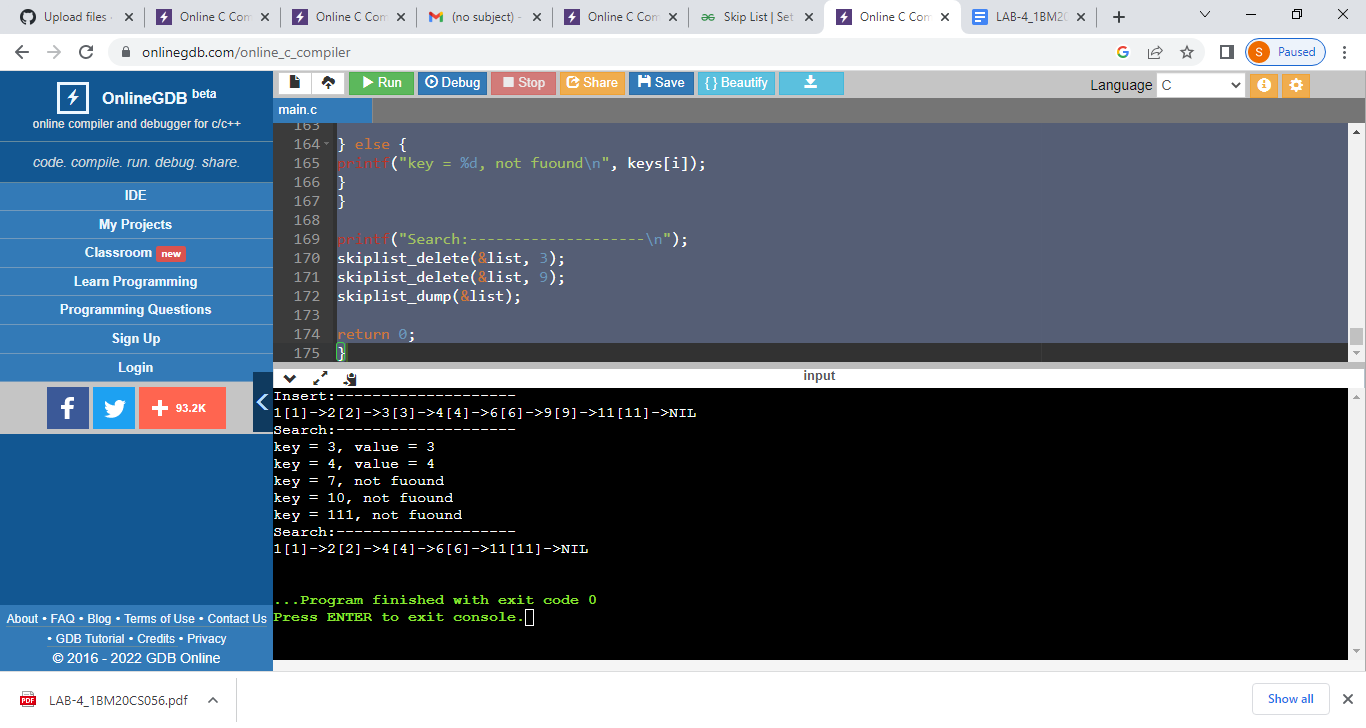 Upload files · Online C Com Online C Com (no subject) - Online C Com Skip List | Set Online C Com LAB-4_1BM20
onlinegdb.com/online_c_compiler S Paused
OnlineGDB beta
online compiler and debugger for c/c++
code. compile. run. debug. share.
IDE
My Projects
Classroom new
Learn Programming
Programming Questions
Sign Up
Login
f 93.2K
About • FAQ • Blog • Terms of Use • Contact Us
• GDB Tutorial • Credits • Privacy
© 2016 - 2022 GDB Online
Run Debug Stop Share Save { } Beautify Language C
main.c
163
164 } else {
165 printf("key = %d, not fuound\n", keys[i]);
166 }
167 }
168
169 printf("Search:--------------------\n");
170 skiplist_delete(&list, 3);
171 skiplist_delete(&list, 9);
172 skiplist_dump(&list);
173
174 return 0;
175 }
input
Insert:--------------------
1[1]->2[2]->3[3]->4[4]->6[6]->9[9]->11[11]->NIL
Search:--------------------
key = 3, value = 3
key = 4, value = 4
key = 7, not fuound
key = 10, not fuound
key = 111, not fuound
Search:--------------------
1[1]->2[2]->4[4]->6[6]->11[11]->NIL
...Program finished with exit code 0
Press ENTER to exit console.
PDF LAB-4_1BM20CS056.pdf Show all